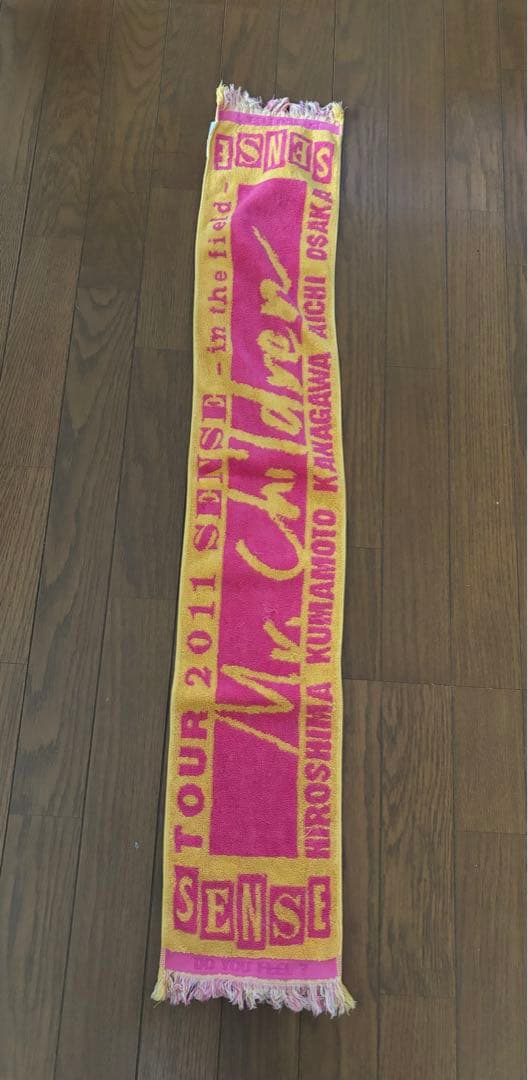 SENSE
TOUR 2011 SENSE - in the field -
Mr. Children
HIROSHIMA KUMAMOTO KANAGAWA AICHI OSAKA
SENSE